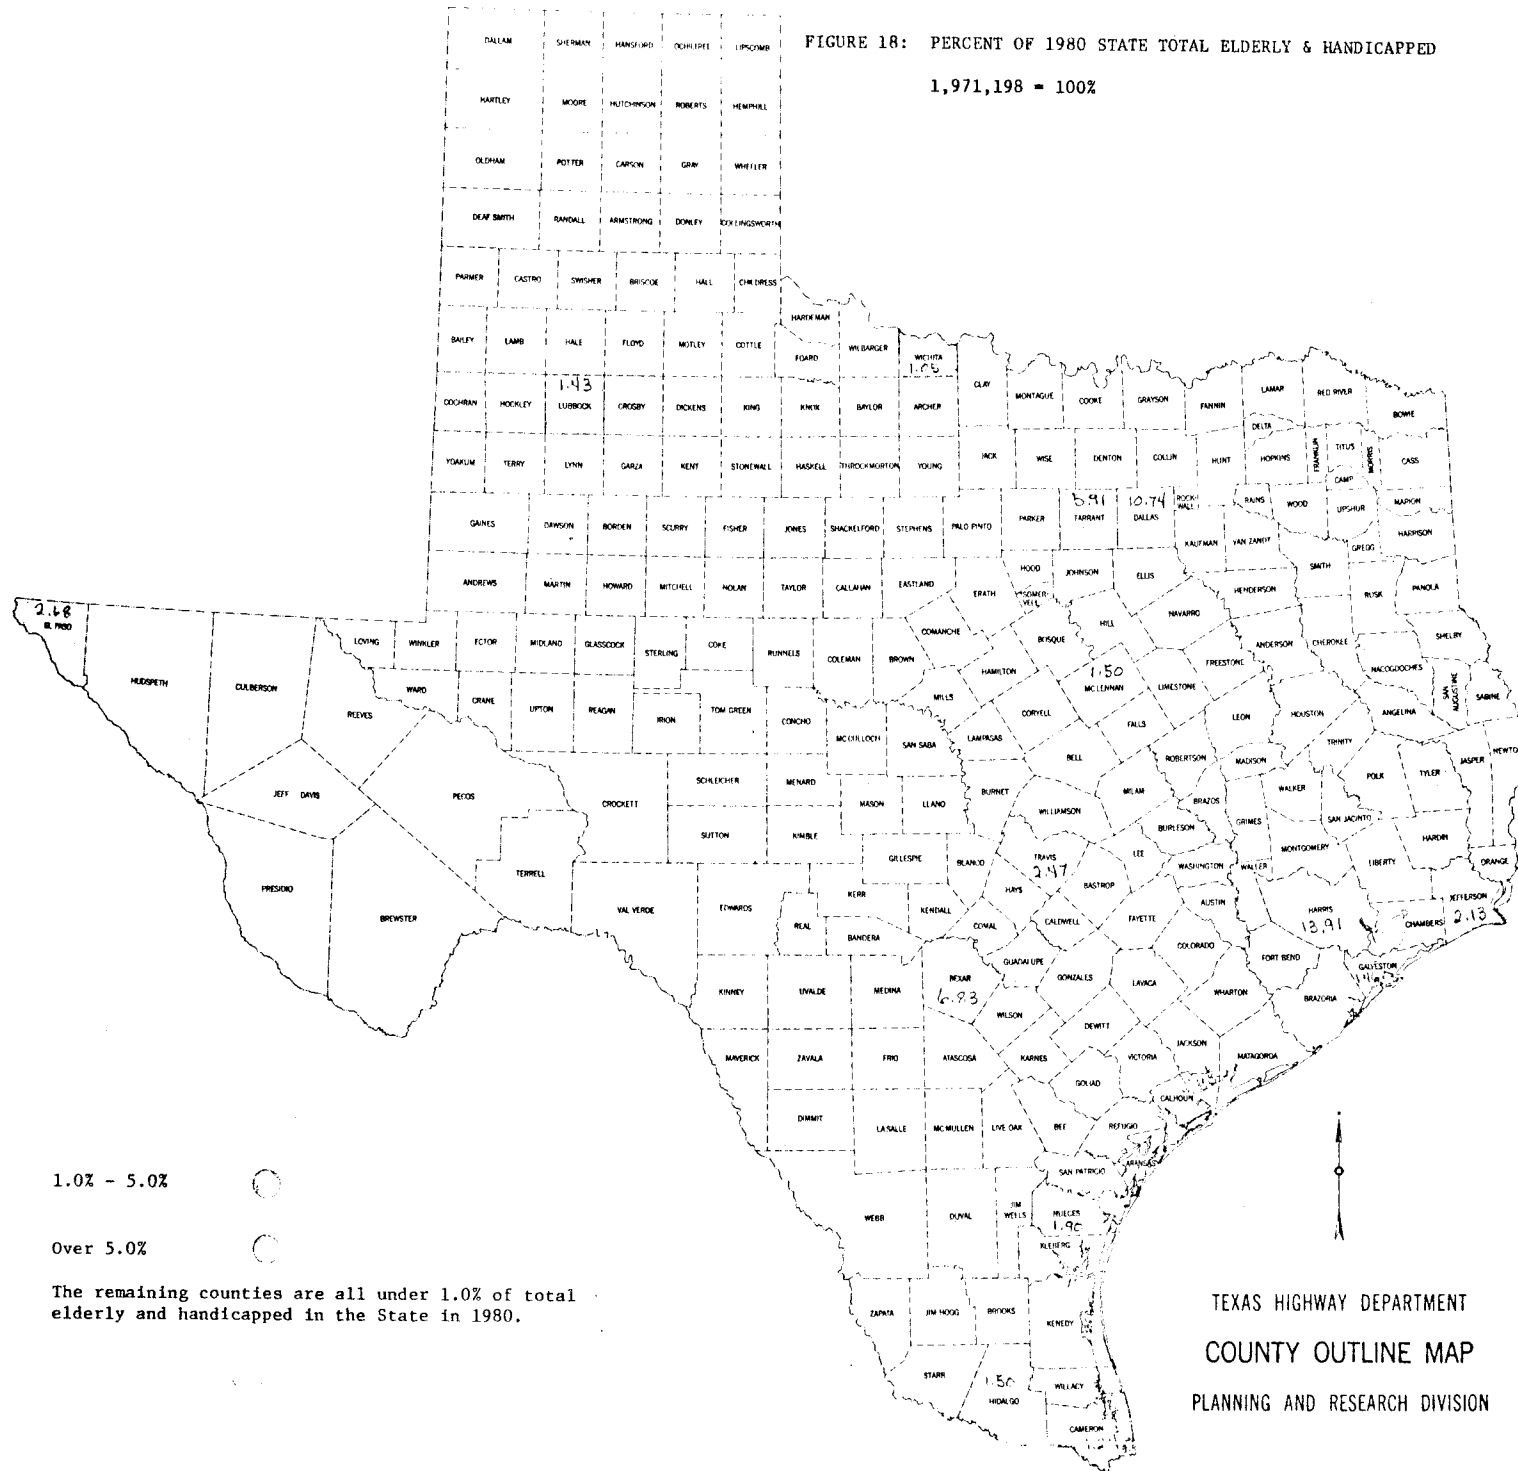 FIGURE 18: PERCENT OF 1980 STATE TOTAL ELDERLY & HANDICAPPED
1,971,198 = 100%
DALLAM SHERMAN HANSFORD OCHILTREE LIPSCOMB
HARTLEY MOORE HUTCHINSON ROBERTS HEMPHILL
OLDHAM POTTER CARSON GRAY WHEELER
DEAF SMITH RANDALL ARMSTRONG DONLEY COLLINGSWORTH
PARMER CASTRO SWISHER BRISCOE HALL CHILDRESS
HARDEMAN
BAILEY LAMB HALE FLOYD MOTLEY COTTLE FOARD WILBARGER WICHITA
1.05
1.43
COCHRAN HOCKLEY LUBBOCK CROSBY DICKENS KING KNOX BAYLOR ARCHER CLAY MONTAGUE COOKE GRAYSON FANNIN LAMAR RED RIVER BOWIE
DELTA
YOAKUM TERRY LYNN GARZA KENT STONEWALL HASKELL THROCKMORTON YOUNG JACK WISE DENTON COLLIN HUNT HOPKINS FRANKLIN TITUS MORRIS CASS
CAMP
5.91 10.74 ROCK-WALL RAINS WOOD UPSHUR MARION
GAINES DAWSON BORDEN SCURRY FISHER JONES SHACKELFORD STEPHENS PALO PINTO PARKER TARRANT DALLAS
KAUFMAN VAN ZANDT GREGG HARRISON
ANDREWS MARTIN HOWARD MITCHELL NOLAN TAYLOR CALLAHAN EASTLAND ERATH HOOD JOHNSON ELLIS SMITH
SOMER-VELL NAVARRO HENDERSON RUSK PANOLA
2.68
EL PASO
LOVING WINKLER ECTOR MIDLAND GLASSCOCK STERLING COKE RUNNELS COLEMAN BROWN COMANCHE BOSQUE HILL ANDERSON CHEROKEE SHELBY
HAMILTON 1.50 FREESTONE NACOGDOCHES
HUDSPETH CULBERSON REEVES WARD CRANE UPTON REAGAN IRION TOM GREEN CONCHO MILLS MC LENNAN LIMESTONE SAN AUGUSTINE SABINE
CORYELL FALLS LEON HOUSTON ANGELINA
MC CULLOCH SAN SABA LAMPASAS BELL ROBERTSON MADISON TRINITY JASPER NEWTO
JEFF DAVIS PECOS CROCKETT SCHLEICHER MENARD MASON LLANO BURNET WILLIAMSON MILAM BRAZOS WALKER POLK TYLER
SUTTON KIMBLE BURLESON GRIMES SAN JACINTO HARDIN
GILLESPIE BLANCO TRAVIS LEE WASHINGTON WALLER MONTGOMERY LIBERTY ORANGE
2.47
PRESIDIO BREWSTER TERRELL VAL VERDE EDWARDS KERR HAYS BASTROP
REAL KENDALL COMAL CALDWELL FAYETTE AUSTIN HARRIS CHAMBERS JEFFERSON
13.91 2.13
BANDERA GUADALUPE COLORADO FORT BEND GALVESTON
KINNEY UVALDE MEDINA BEXAR GONZALES LAVACA WHARTON BRAZORIA
6.83 WILSON
DEWITT
MAVERICK ZAVALA FRIO ATASCOSA KARNES VICTORIA JACKSON MATAGORDA
GOLIAD CALHOUN
DIMMIT LA SALLE MC MULLEN LIVE OAK BEE REFUGIO
SAN PATRICIO ARANSAS
WEBB DUVAL JIM WELLS NUECES
1.90
KLEBERG
ZAPATA JIM HOGG BROOKS KENEDY
STARR 1.50 WILLACY
HIDALGO
CAMERON
1.0% - 5.0%
Over 5.0%
The remaining counties are all under 1.0% of total
elderly and handicapped in the State in 1980.
TEXAS HIGHWAY DEPARTMENT
COUNTY OUTLINE MAP
PLANNING AND RESEARCH DIVISION